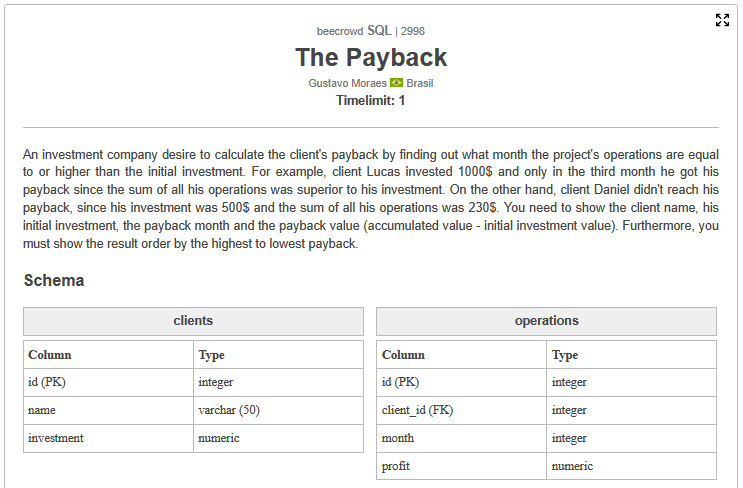 beecrowd SQL | 2998
The Payback
Gustavo Moraes Brasil
Timelimit: 1
An investment company desire to calculate the client's payback by finding out what month the project's operations are equal
to or higher than the initial investment. For example, client Lucas invested 1000$ and only in the third month he got his
payback since the sum of all his operations was superior to his investment. On the other hand, client Daniel didn't reach his
payback, since his investment was 500$ and the sum of all his operations was 230$. You need to show the client name, his
initial investment, the payback month and the payback value (accumulated value - initial investment value). Furthermore, you
must show the result order by the highest to lowest payback.
Schema
clients
Column Type
id (PK) integer
name varchar (50)
investment numeric
operations
Column Type
id (PK) integer
client_id (FK) integer
month integer
profit numeric